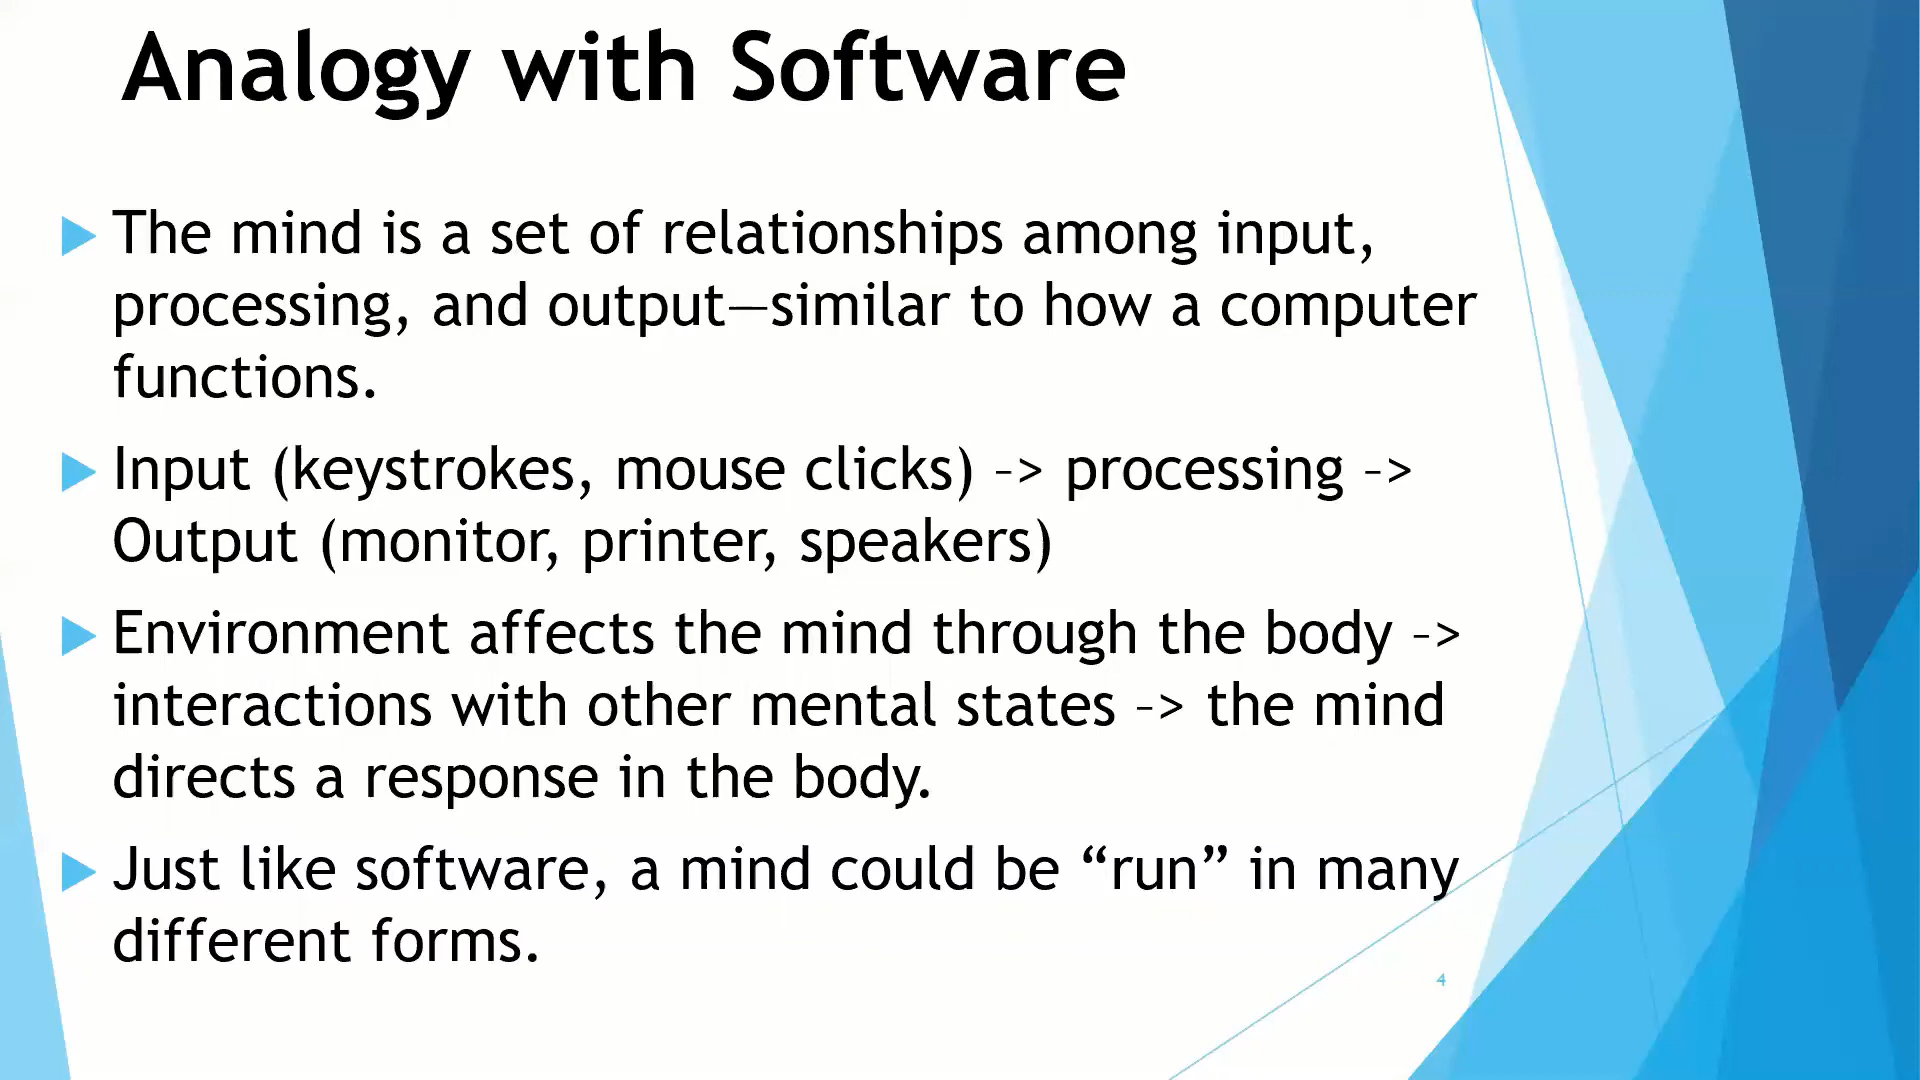 Analogy with Software
The mind is a set of relationships among input,
processing, and output—similar to how a computer
functions.
Input (keystrokes, mouse clicks) –> processing –>
Output (monitor, printer, speakers)
Environment affects the mind through the body –>
interactions with other mental states –> the mind
directs a response in the body.
Just like software, a mind could be “run” in many
different forms.
4